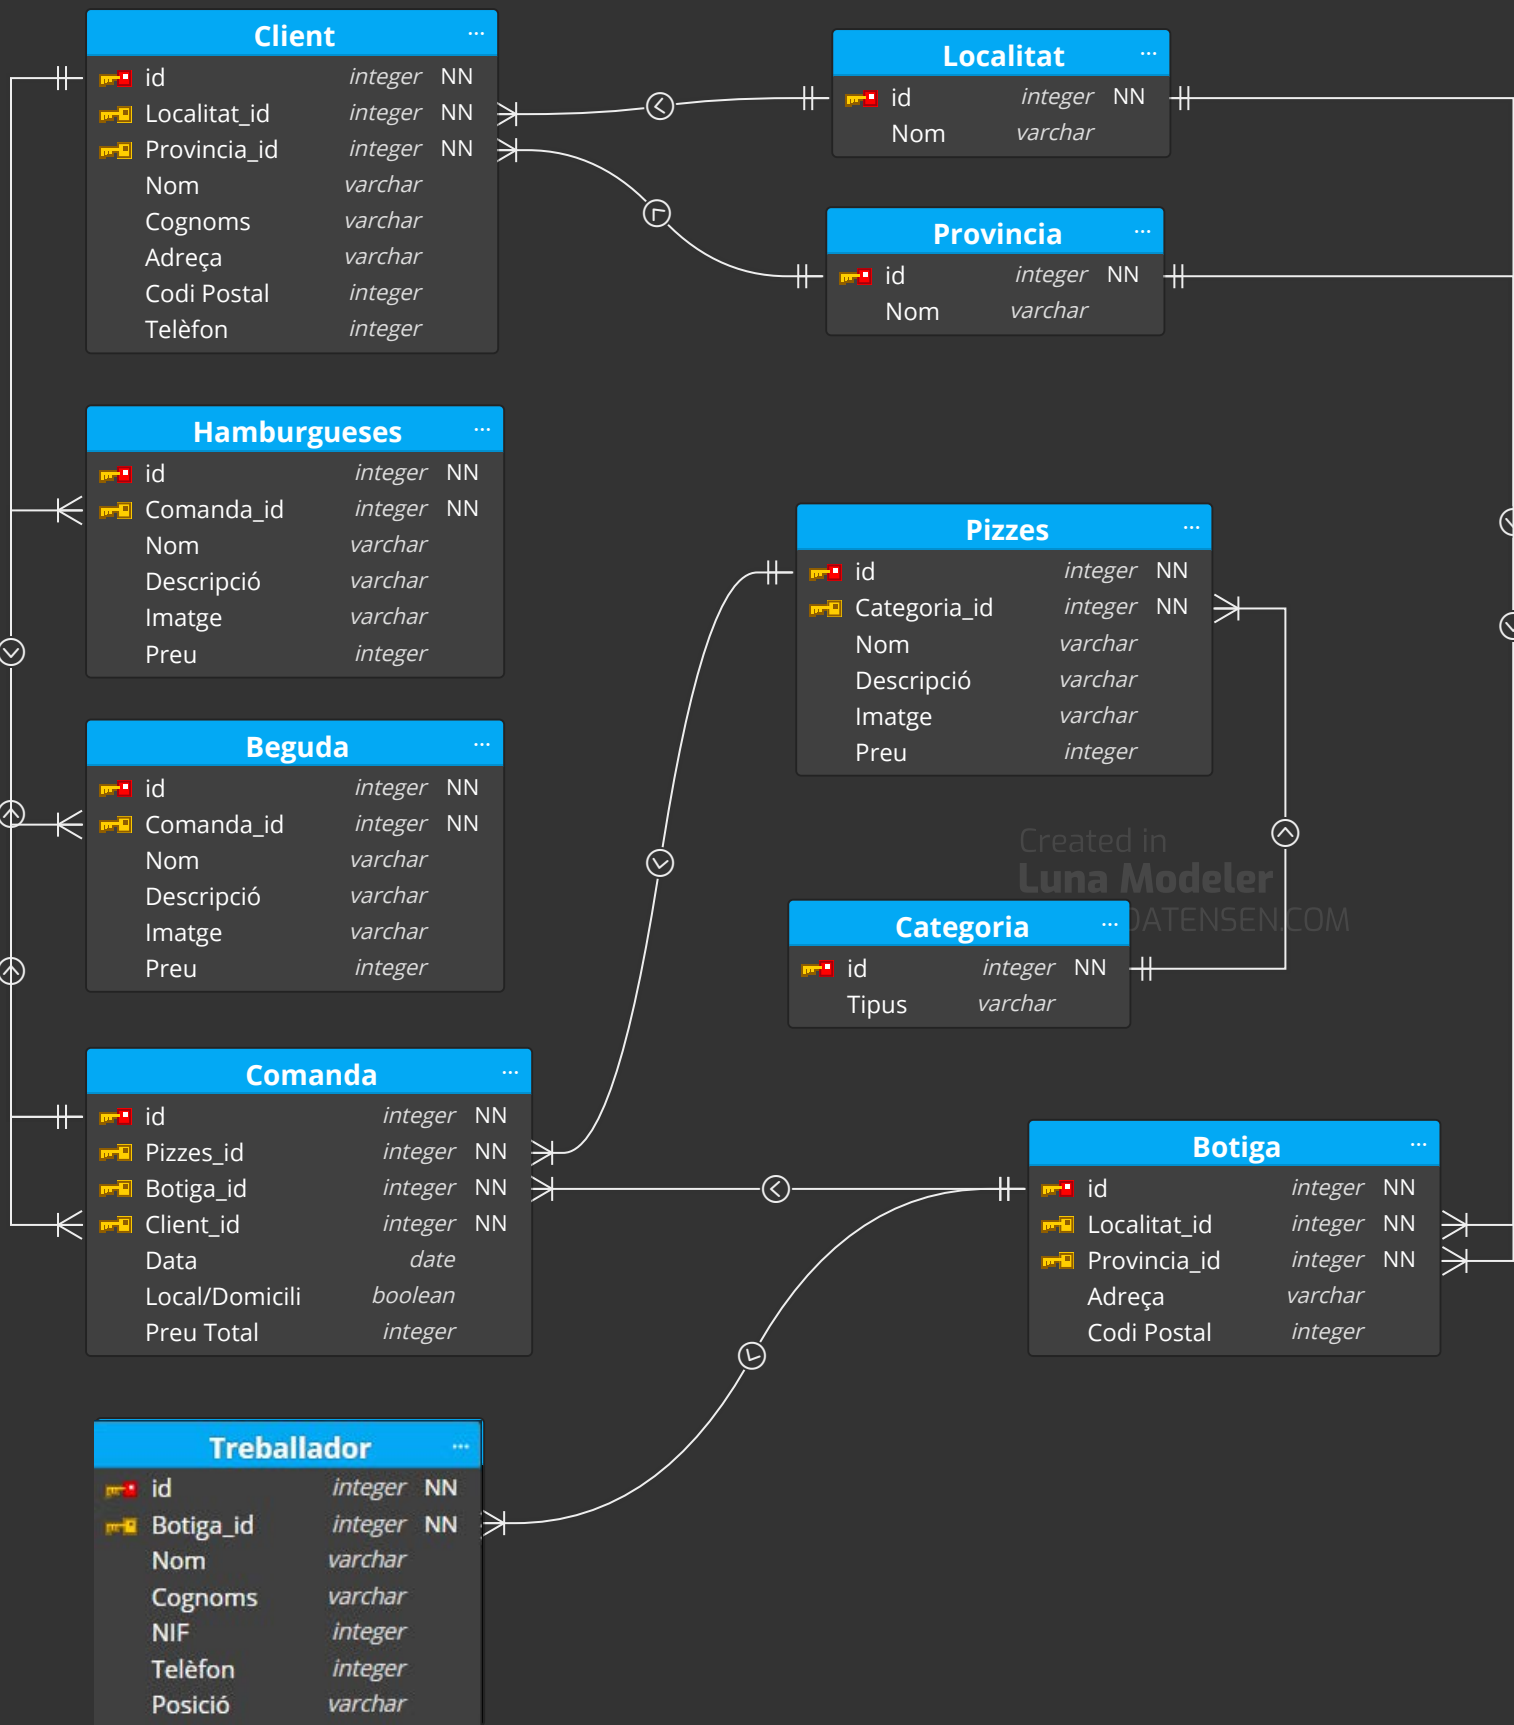 Client ...
id integer NN
Localitat_id integer NN
Provincia_id integer NN
Nom varchar
Cognoms varchar
Adreça varchar
Codi Postal integer
Telèfon integer
Localitat ...
id integer NN
Nom varchar
Provincia ...
id integer NN
Nom varchar
Hamburgueses ...
id integer NN
Comanda_id integer NN
Nom varchar
Descripció varchar
Imatge varchar
Preu integer
Pizzes ...
id integer NN
Categoria_id integer NN
Nom varchar
Descripció varchar
Imatge varchar
Preu integer
Beguda ...
id integer NN
Comanda_id integer NN
Nom varchar
Descripció varchar
Imatge varchar
Preu integer
Created in
Luna Modeler
DATENSEN.COM
Categoria ...
id integer NN
Tipus varchar
Comanda ...
id integer NN
Pizzes_id integer NN
Botiga_id integer NN
Client_id integer NN
Data date
Local/Domicili boolean
Preu Total integer
Botiga ...
id integer NN
Localitat_id integer NN
Provincia_id integer NN
Adreça varchar
Codi Postal integer
Treballador ...
id integer NN
Botiga_id integer NN
Nom varchar
Cognoms varchar
NIF integer
Telèfon integer
Posició varchar